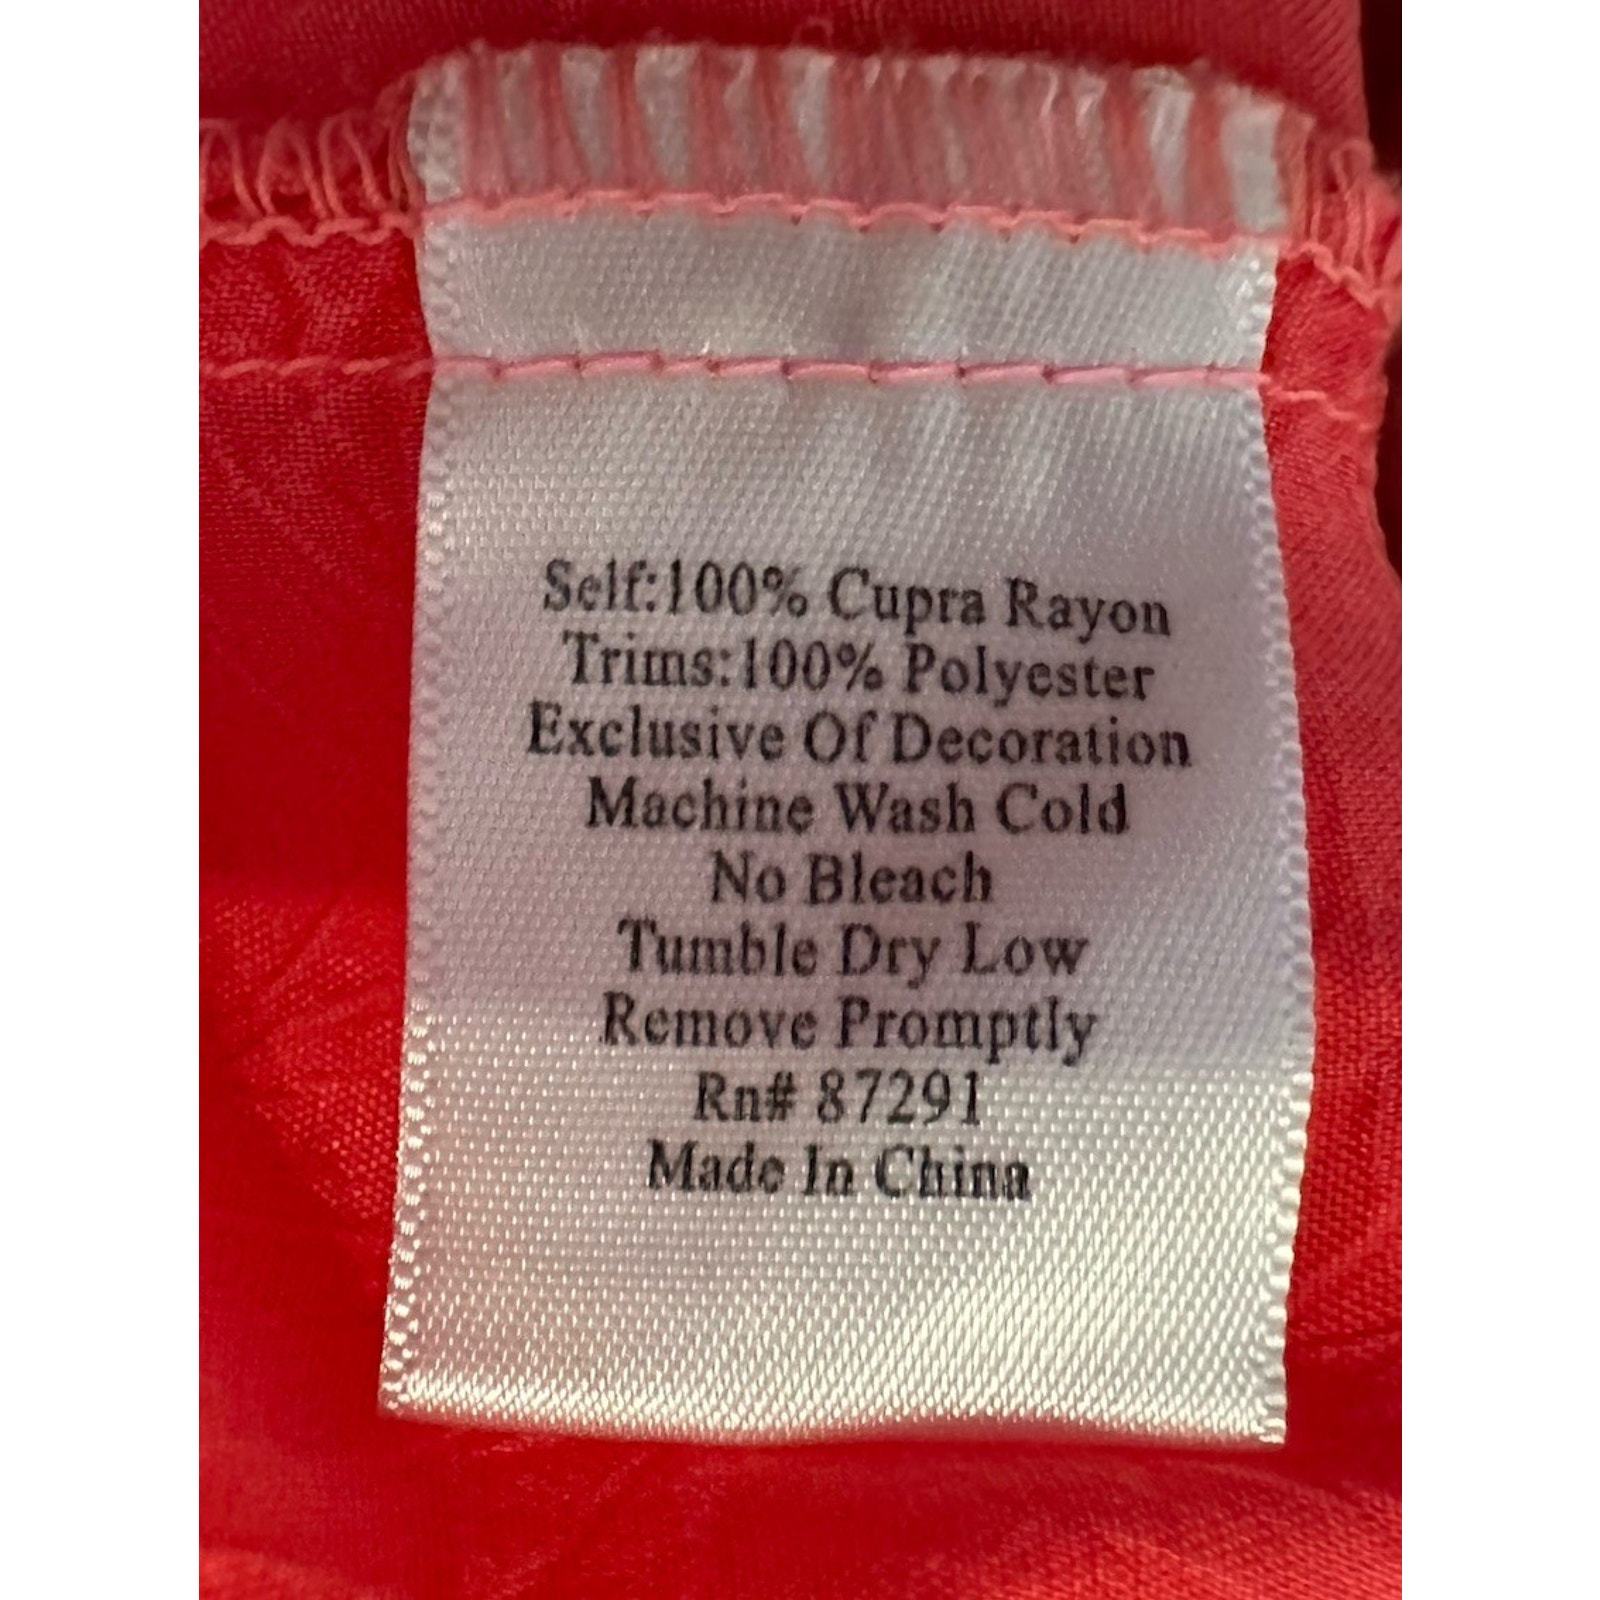 Self:100% Cupra Rayon
Trims:100% Polyester
Exclusive Of Decoration
Machine Wash Cold
No Bleach
Tumble Dry Low
Remove Promptly
Rn# 87291
Made In China